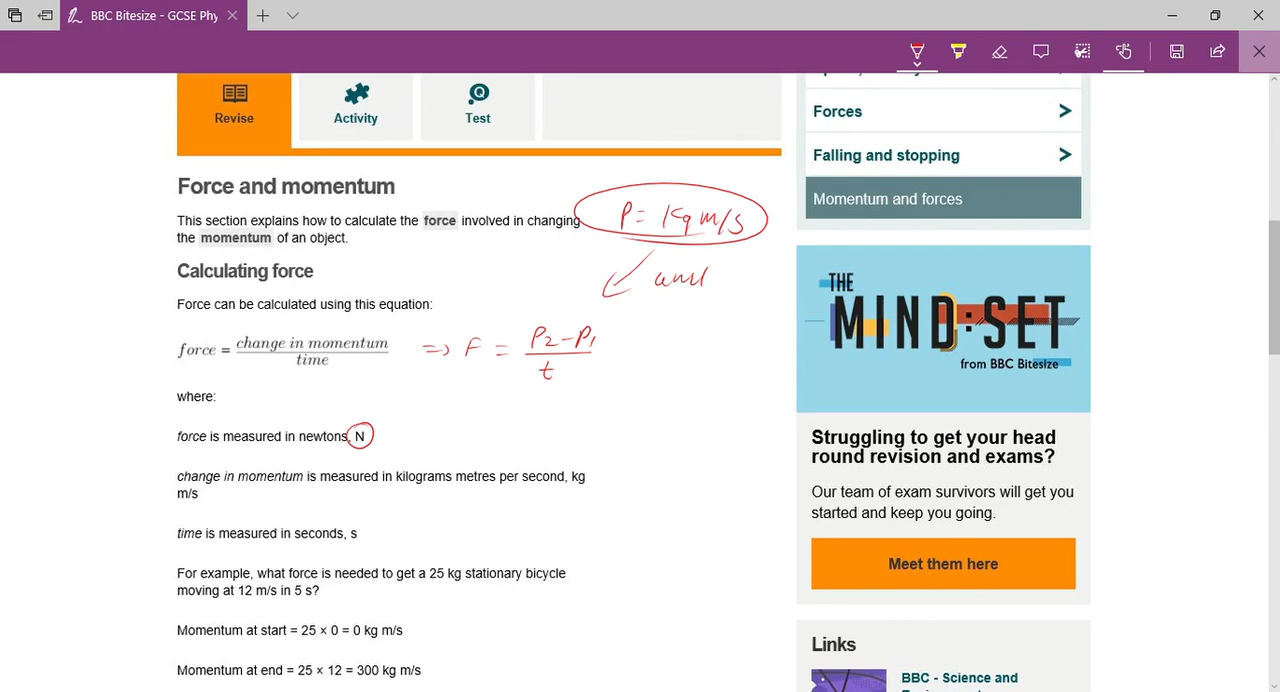 BBC Bitesize - GCSE Phy
Revise
Activity
Test
Forces
Falling and stopping
Momentum and forces
Force and momentum
This section explains how to calculate the force involved in changing
the momentum of an object.
P = Kg m/s
unit
Calculating force
Force can be calculated using this equation:
force = change in momentum / time => F = P2 - P1 / t
where:
force is measured in newtons, N
change in momentum is measured in kilograms metres per second, kg
m/s
time is measured in seconds, s
For example, what force is needed to get a 25 kg stationary bicycle
moving at 12 m/s in 5 s?
Momentum at start = 25 × 0 = 0 kg m/s
Momentum at end = 25 × 12 = 300 kg m/s
THE
MIND:SET
from BBC Bitesize
Struggling to get your head
round revision and exams?
Our team of exam survivors will get you
started and keep you going.
Meet them here
Links
BBC - Science and